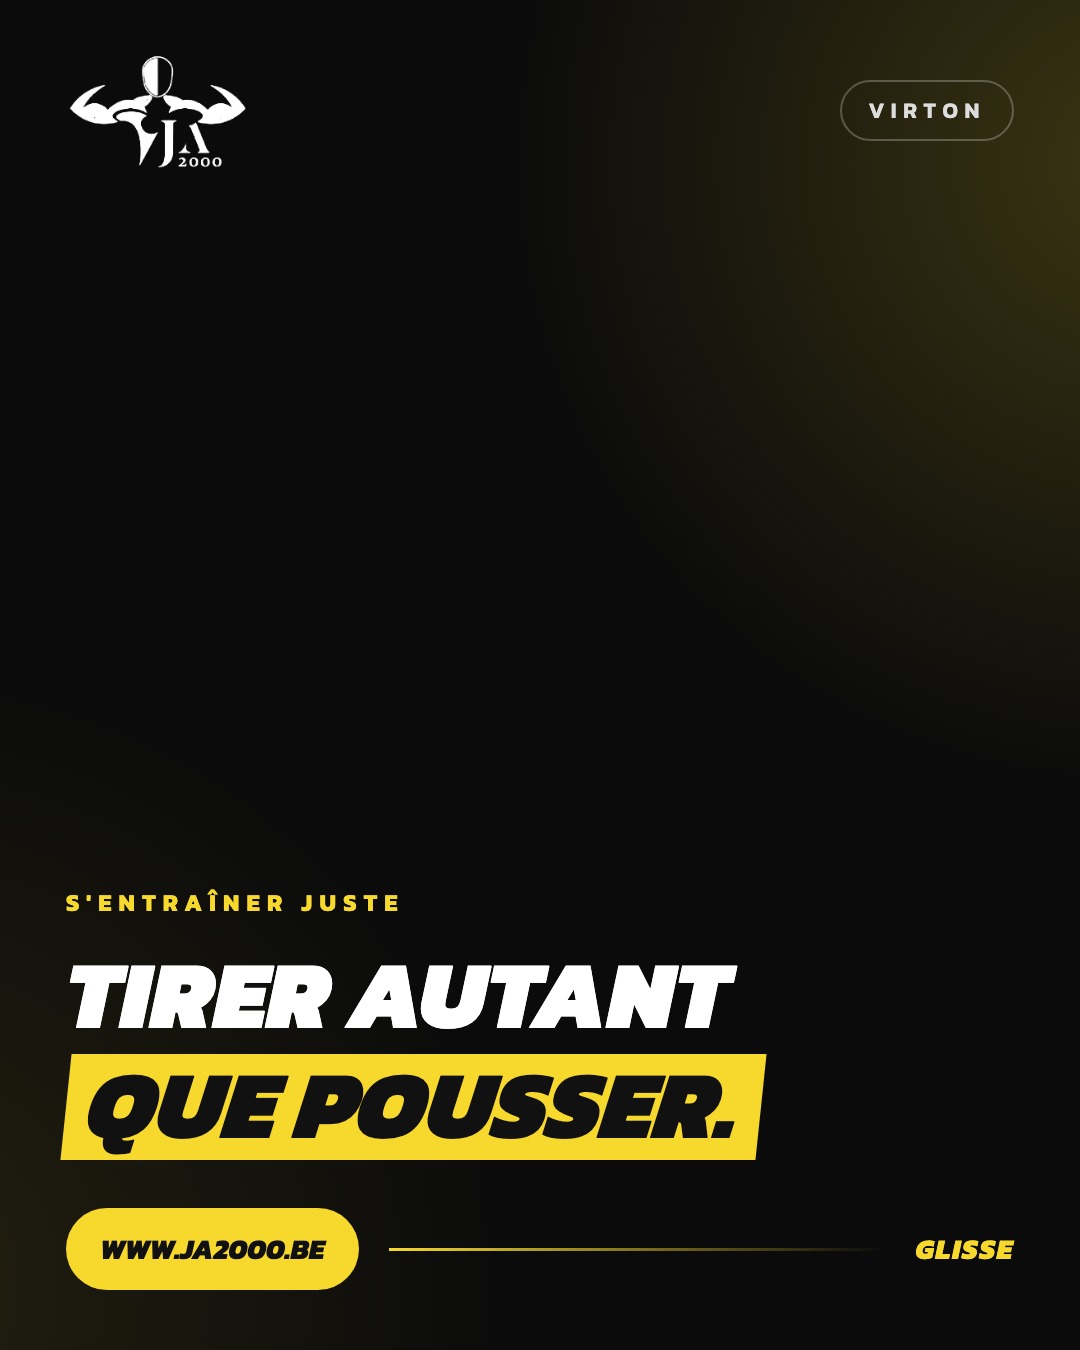 JA
2000
VIRTON
S'ENTRAÎNER JUSTE
TIRER AUTANT
QUE POUSSER.
WWW.JA2000.BE
GLISSE